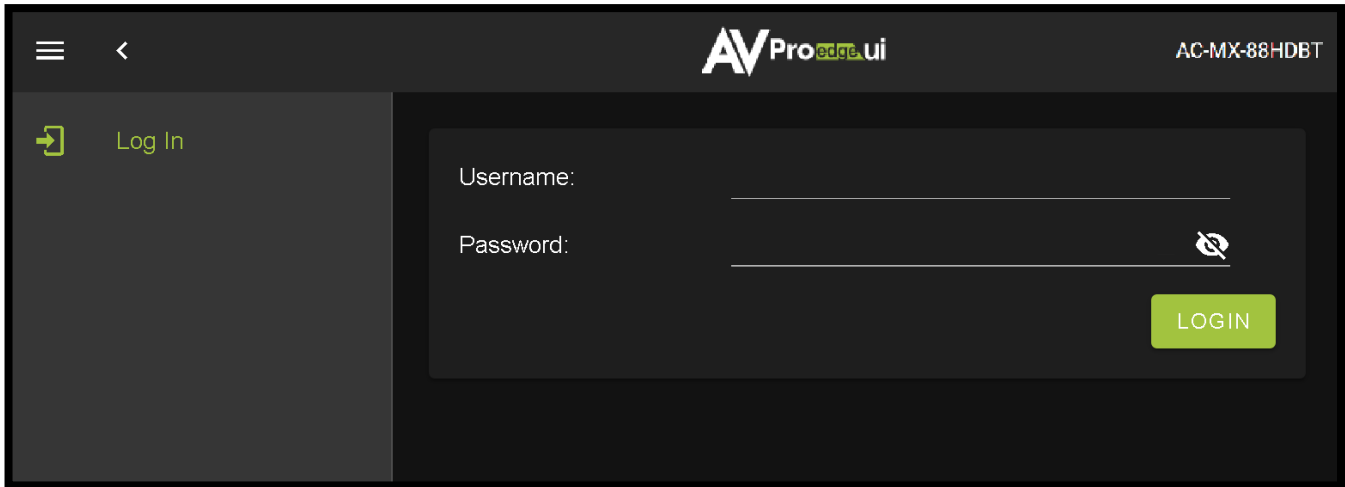 AVProedge.ui
AC-MX-88HDBT
Log In
Username:
Password:
LOGIN